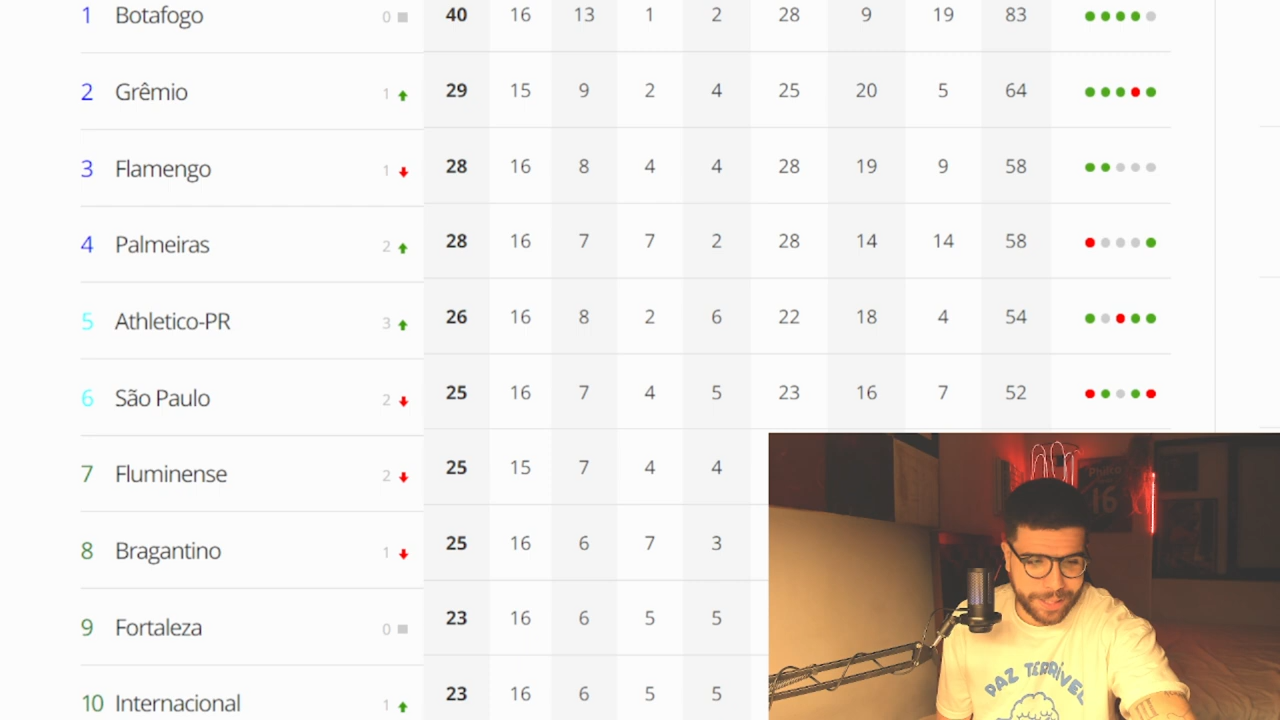 1 Botafogo 0 40 16 13 1 2 28 9 19 83
2 Grêmio 1 29 15 9 2 4 25 20 5 64
3 Flamengo 1 28 16 8 4 4 28 19 9 58
4 Palmeiras 2 28 16 7 7 2 28 14 14 58
5 Athletico-PR 3 26 16 8 2 6 22 18 4 54
6 São Paulo 2 25 16 7 4 5 23 16 7 52
7 Fluminense 2 25 15 7 4 4
8 Bragantino 1 25 16 6 7 3
9 Fortaleza 0 23 16 6 5 5
10 Internacional 1 23 16 6 5 5
16
PAZ TERRÍVEL